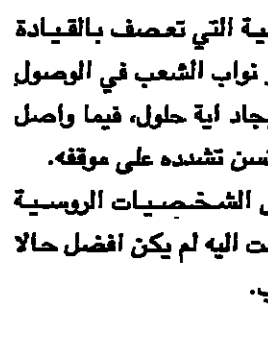 ية التي تعصف بالقيادة
نواب الشعب في الوصول
يجاد اية حلول، فيما واصل
تشدده على موقفه.
الشخصيات الروسية
ت اليه لم يكن افضل حالا